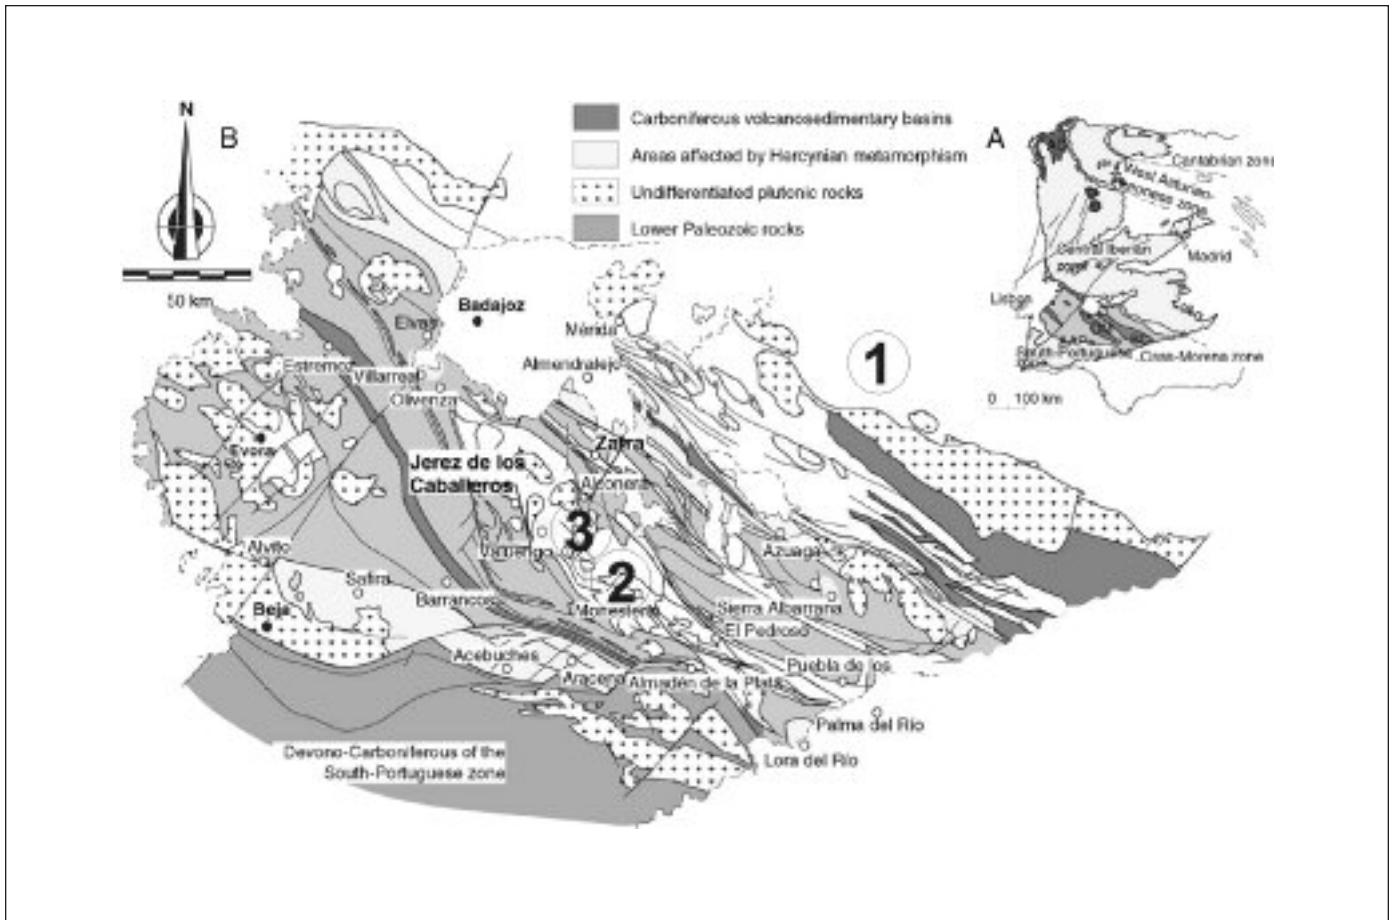 N
B
50 km
Carboniferous volcanosedimentary basins
Areas affected by Hercynian metamorphism
Undifferentiated plutonic rocks
Lower Paleozoic rocks
A
Cantabrian zone
West Asturian-
Leoness zone
Central Iberian
Madrid
Lisbon
South-Portuguese
zone
Ossa-Morena zone
0 100 km
Badajoz
Elvas
Mérida
Almendralejo
1
Estremoz
Villarreal
Olivenza
Evora
Zafra
Jerez de los
Caballeros
Alconera
3
Valuengo
2
Azuaga
Alvito
Safira
Beja
Barrancos
Monesterio
Sierra Albarrana
El Pedroso
Acebuches
Aracena
Almadén de la Plata
Puebla de los
Palma del Río
Lora del Río
Devono-Carboniferous of the
South-Portuguese zone